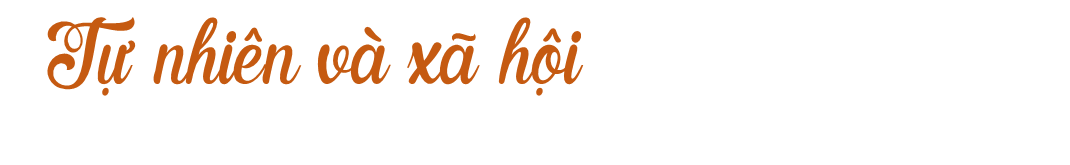 Tự nhiên và xã hội